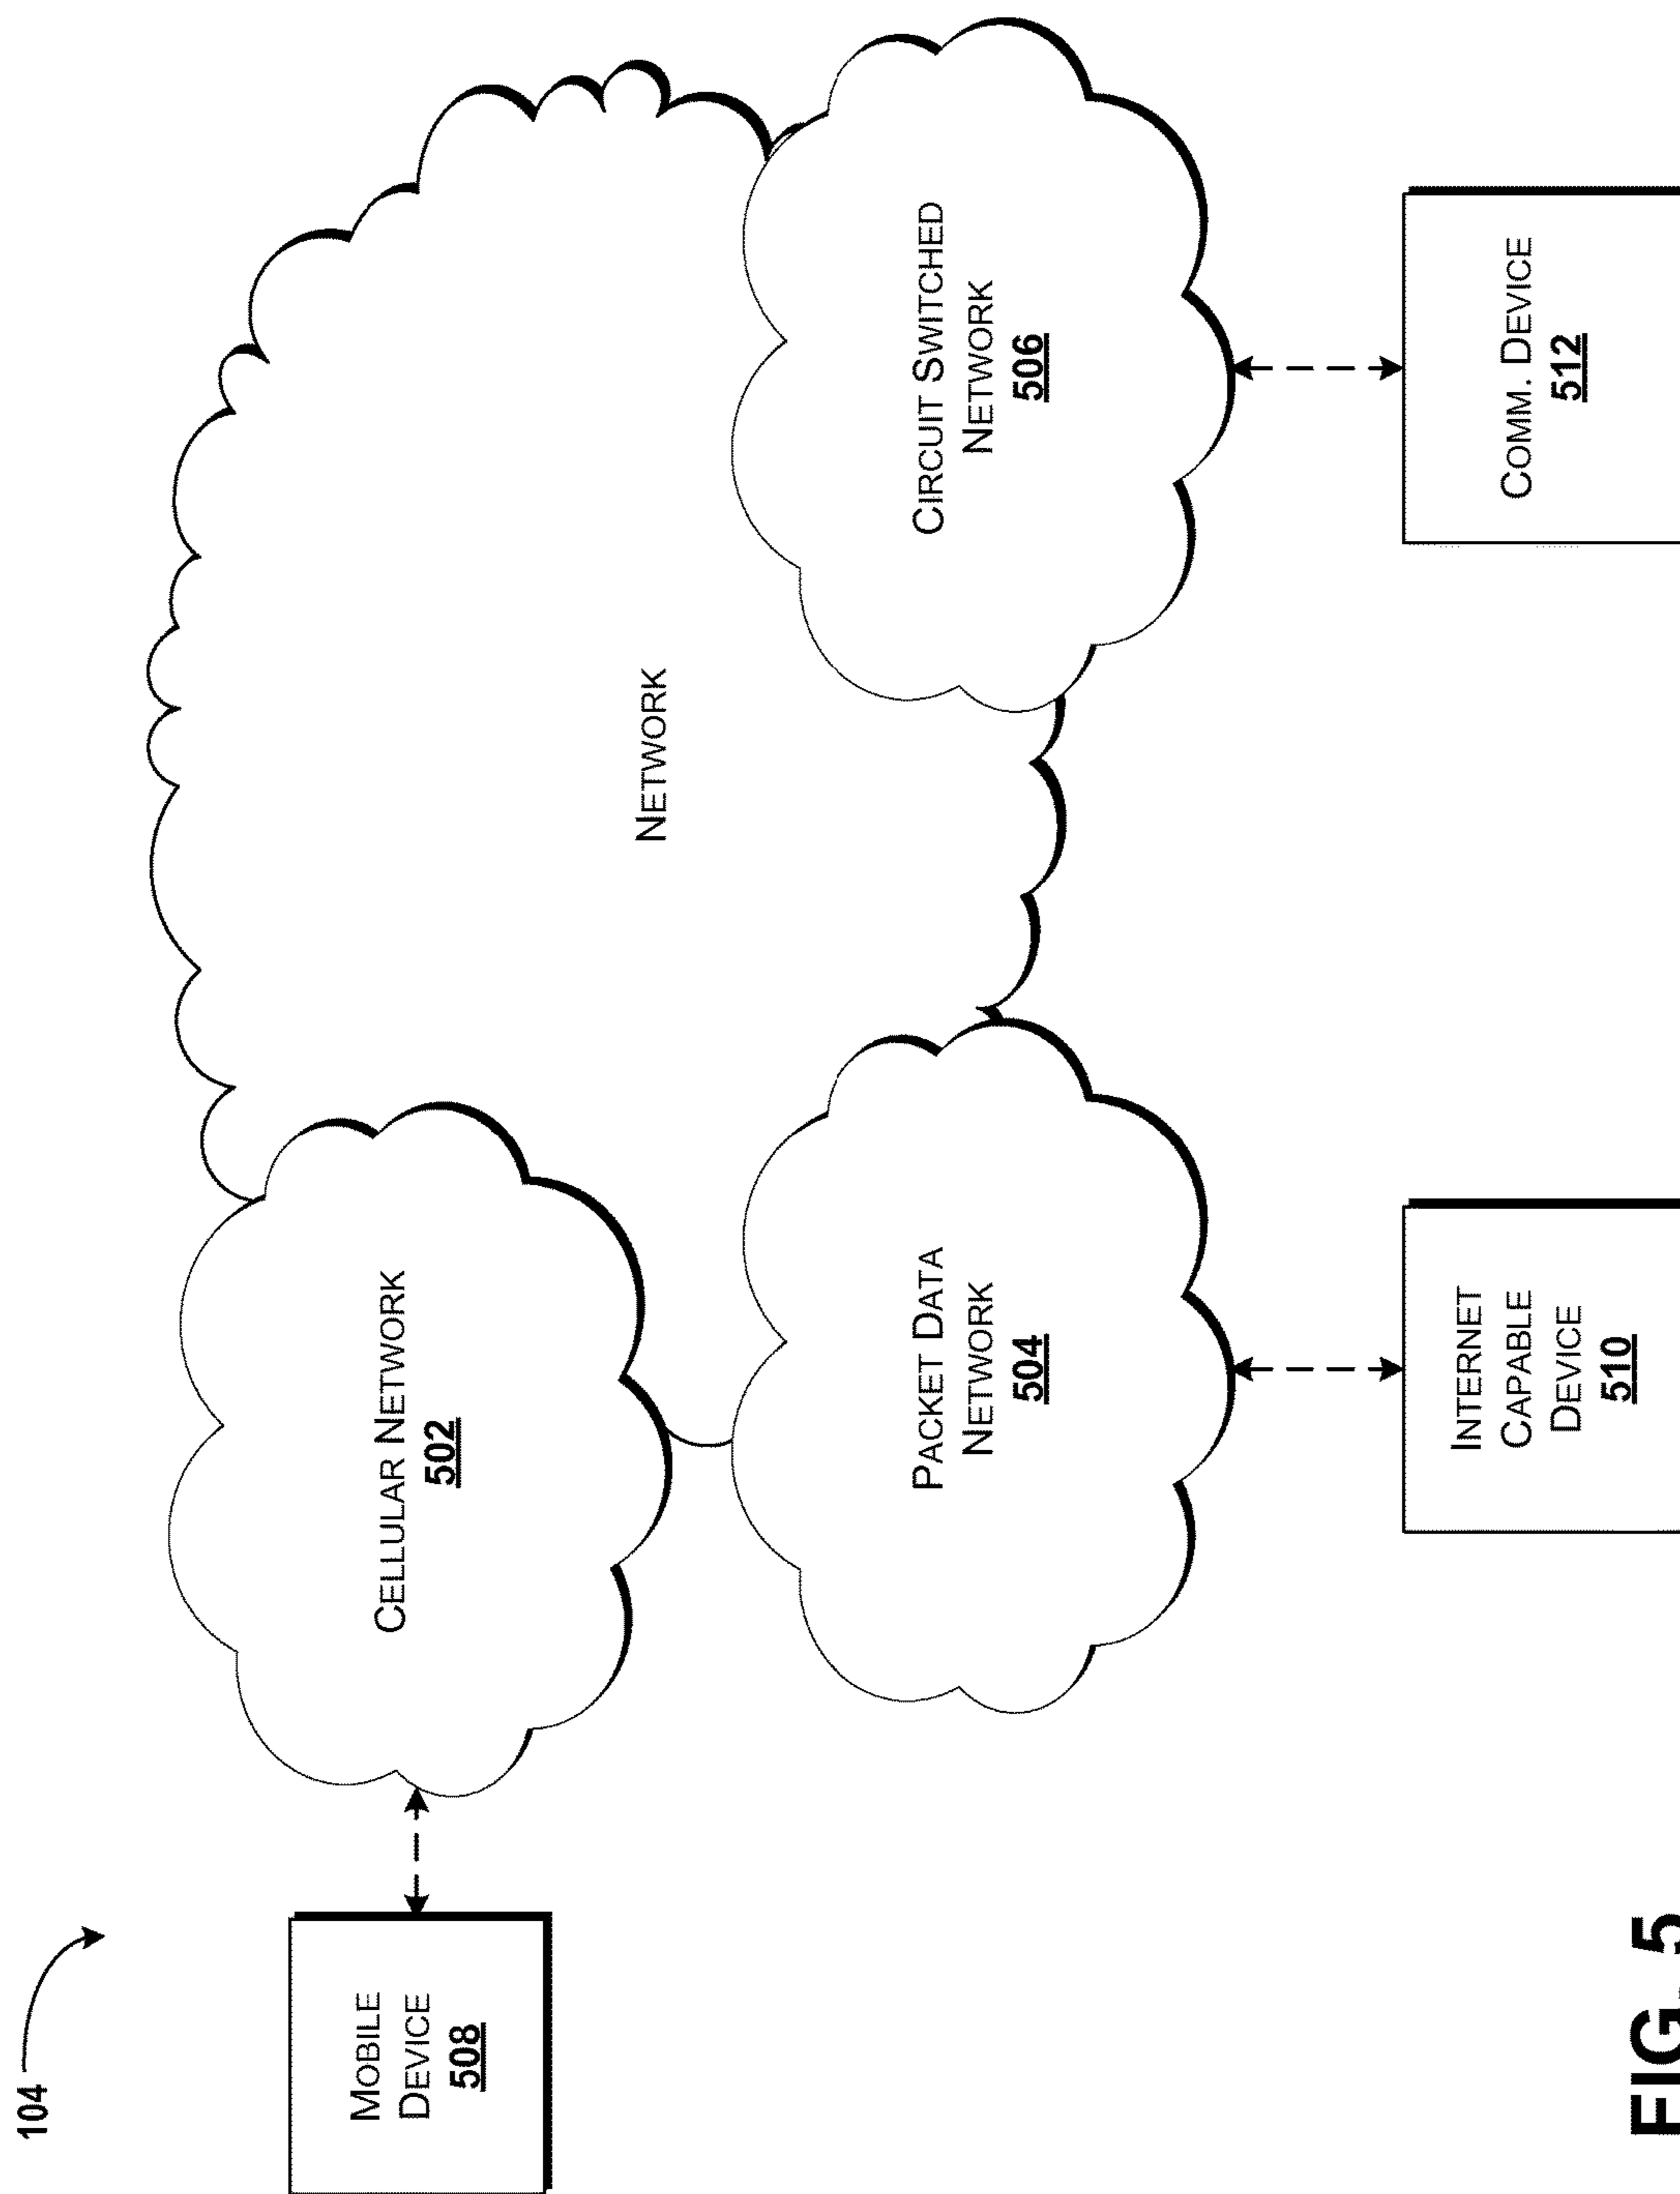 104
MOBILE
DEVICE
508
CELLULAR NETWORK
502
NETWORK
PACKET DATA
NETWORK
504
CIRCUIT SWITCHED
NETWORK
506
INTERNET
CAPABLE
DEVICE
510
COMM. DEVICE
512
FIG. 5